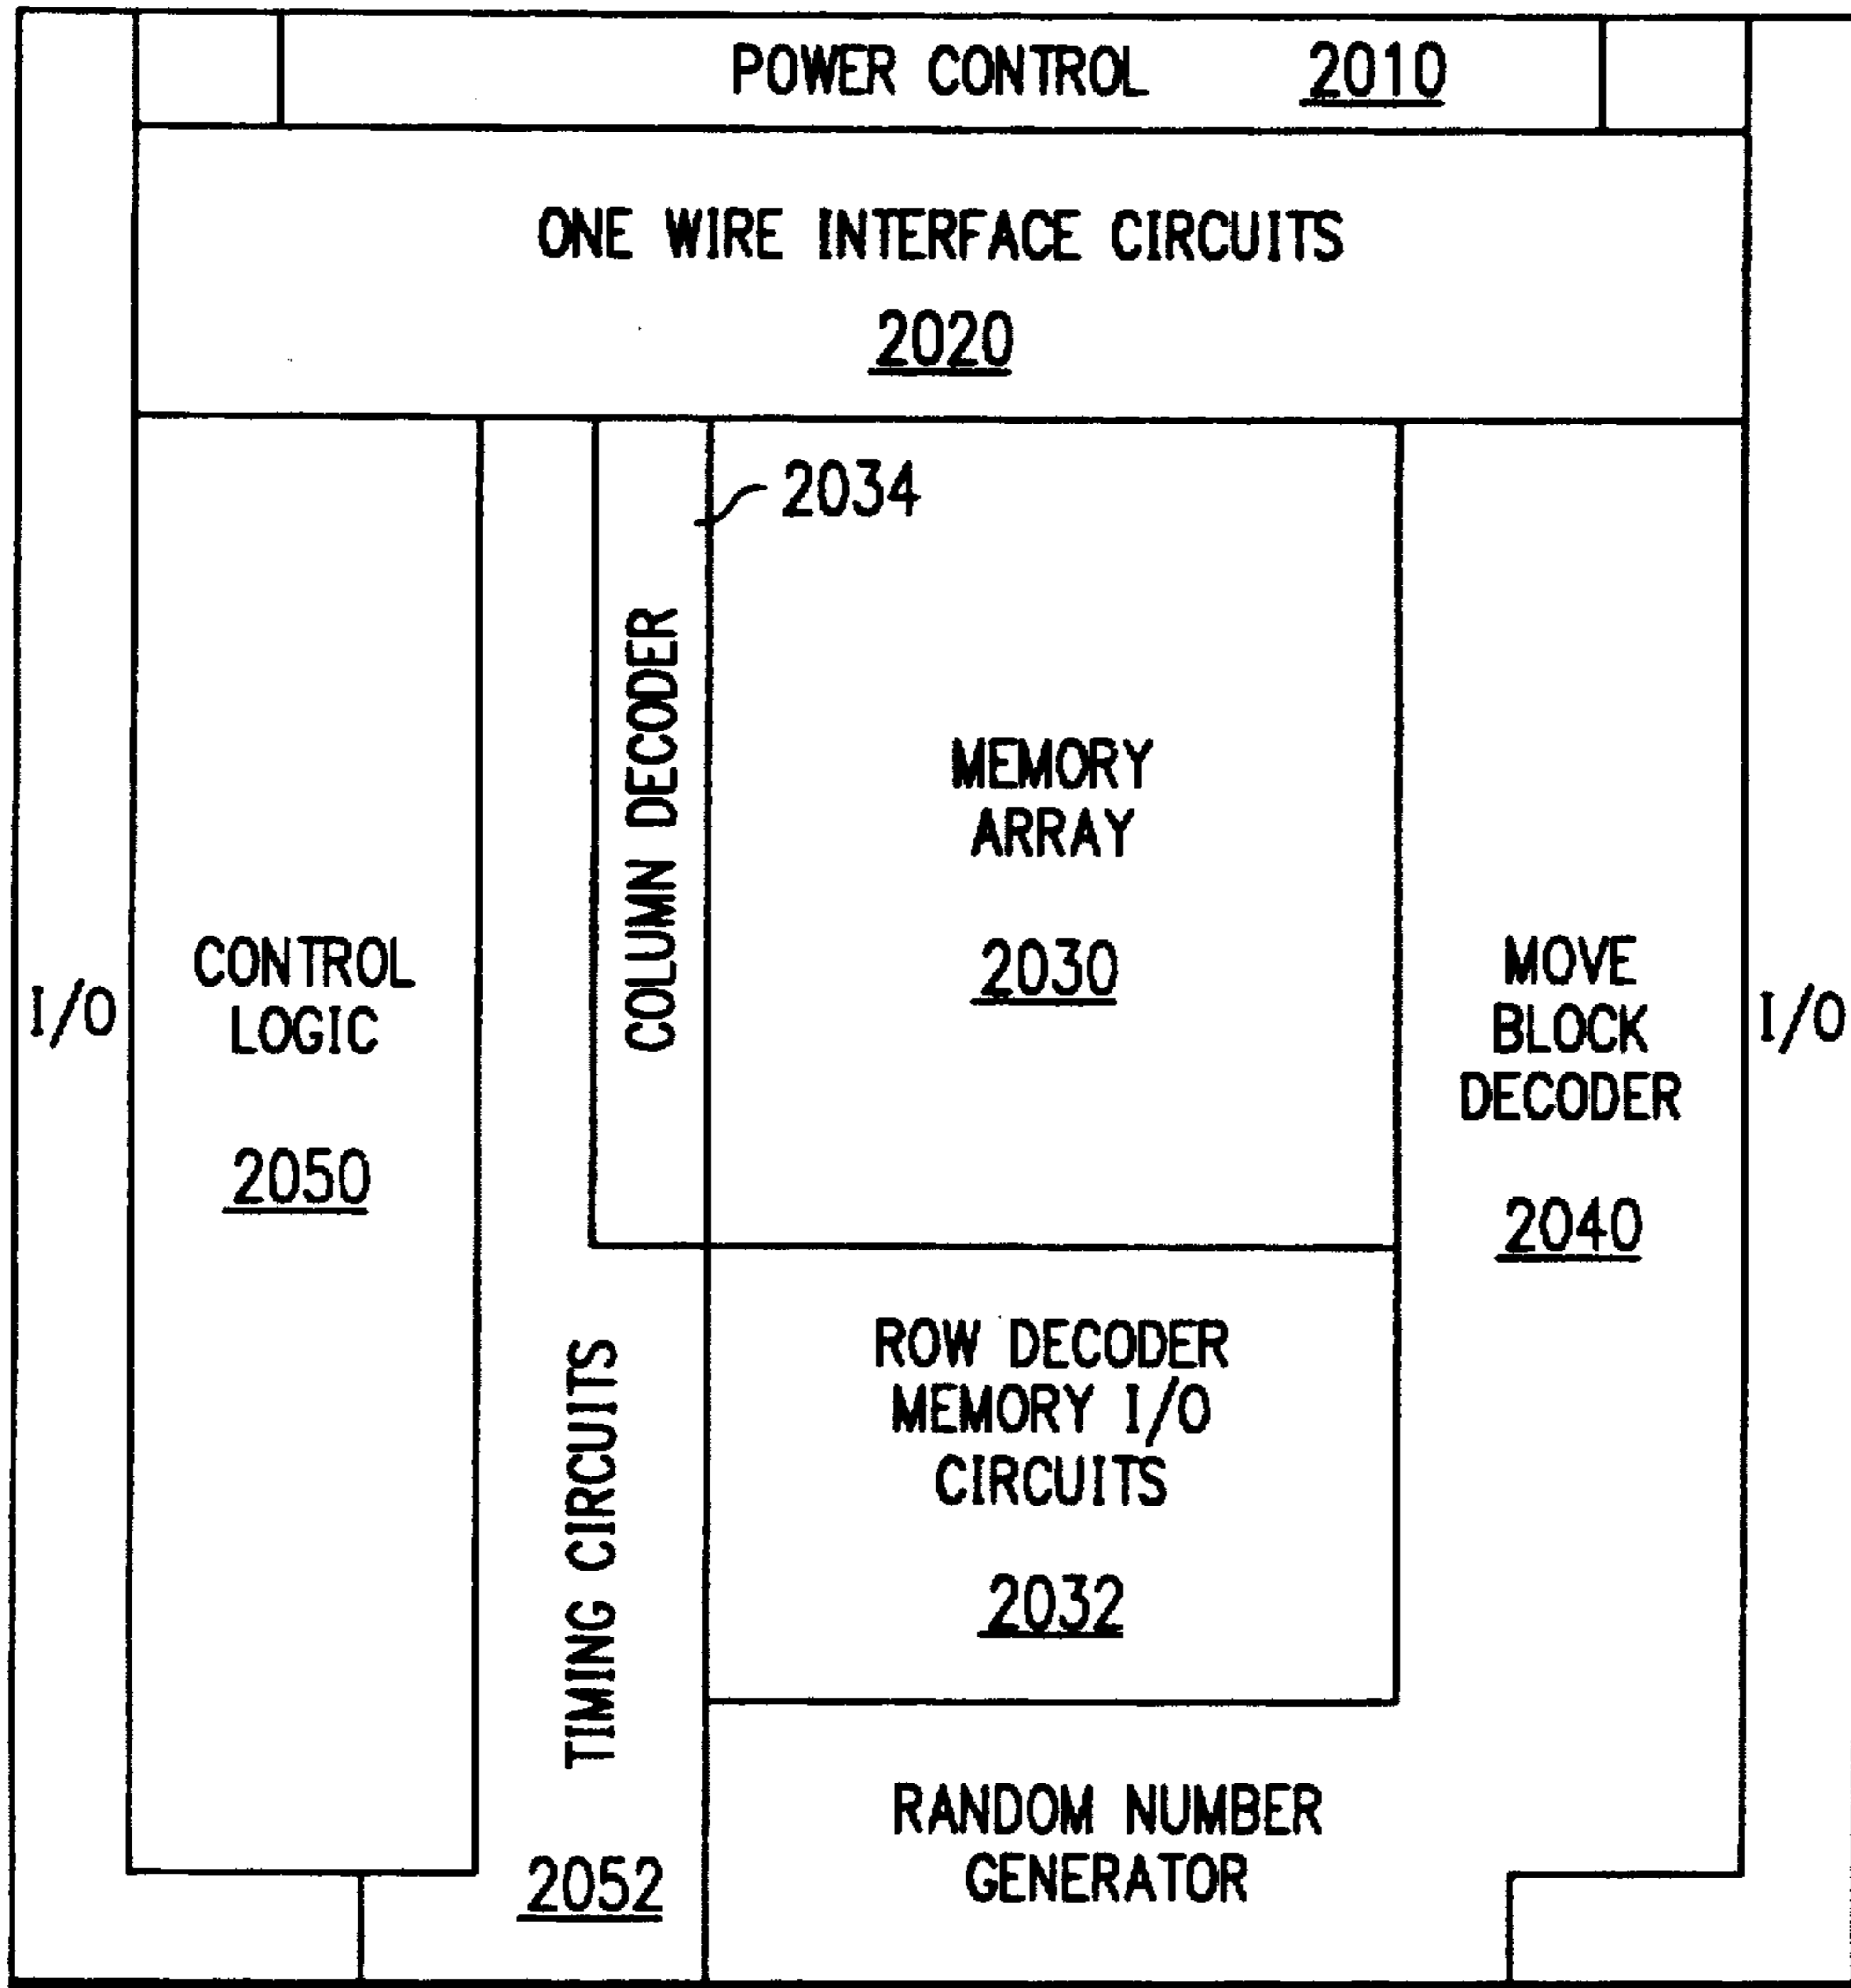 POWER CONTROL 2010
ONE WIRE INTERFACE CIRCUITS
2020
2034
COLUMN DECODER
MEMORY
ARRAY
2030
I/O
CONTROL
LOGIC
2050
MOVE
BLOCK
DECODER
2040
I/O
TIMING CIRCUITS
2052
ROW DECODER
MEMORY I/O
CIRCUITS
2032
RANDOM NUMBER
GENERATOR